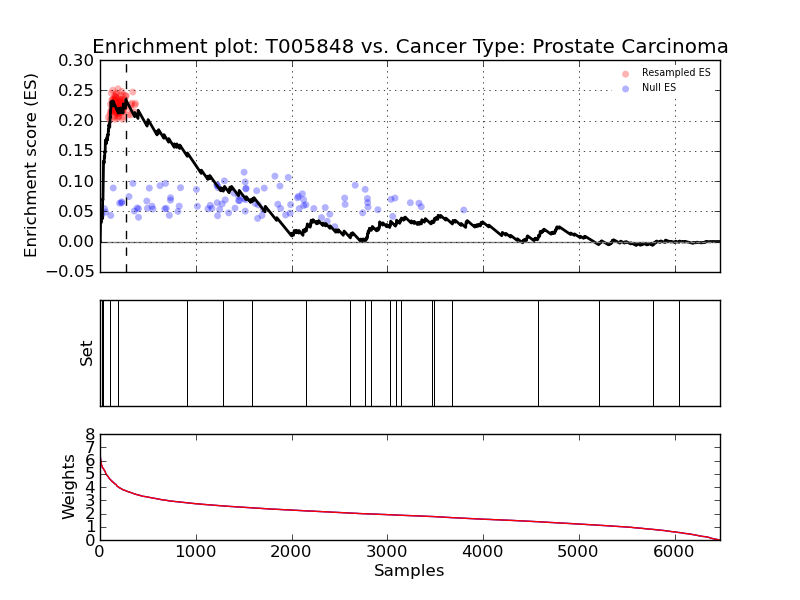 Enrichment plot: T005848 vs. Cancer Type: Prostate Carcinoma
Enrichment score (ES)
0.30
0.25
0.20
0.15
0.10
0.05
0.00
−0.05
Resampled ES
Null ES
Set
Weights
8
7
6
5
4
3
2
1
0
0 1000 2000 3000 4000 5000 6000
Samples